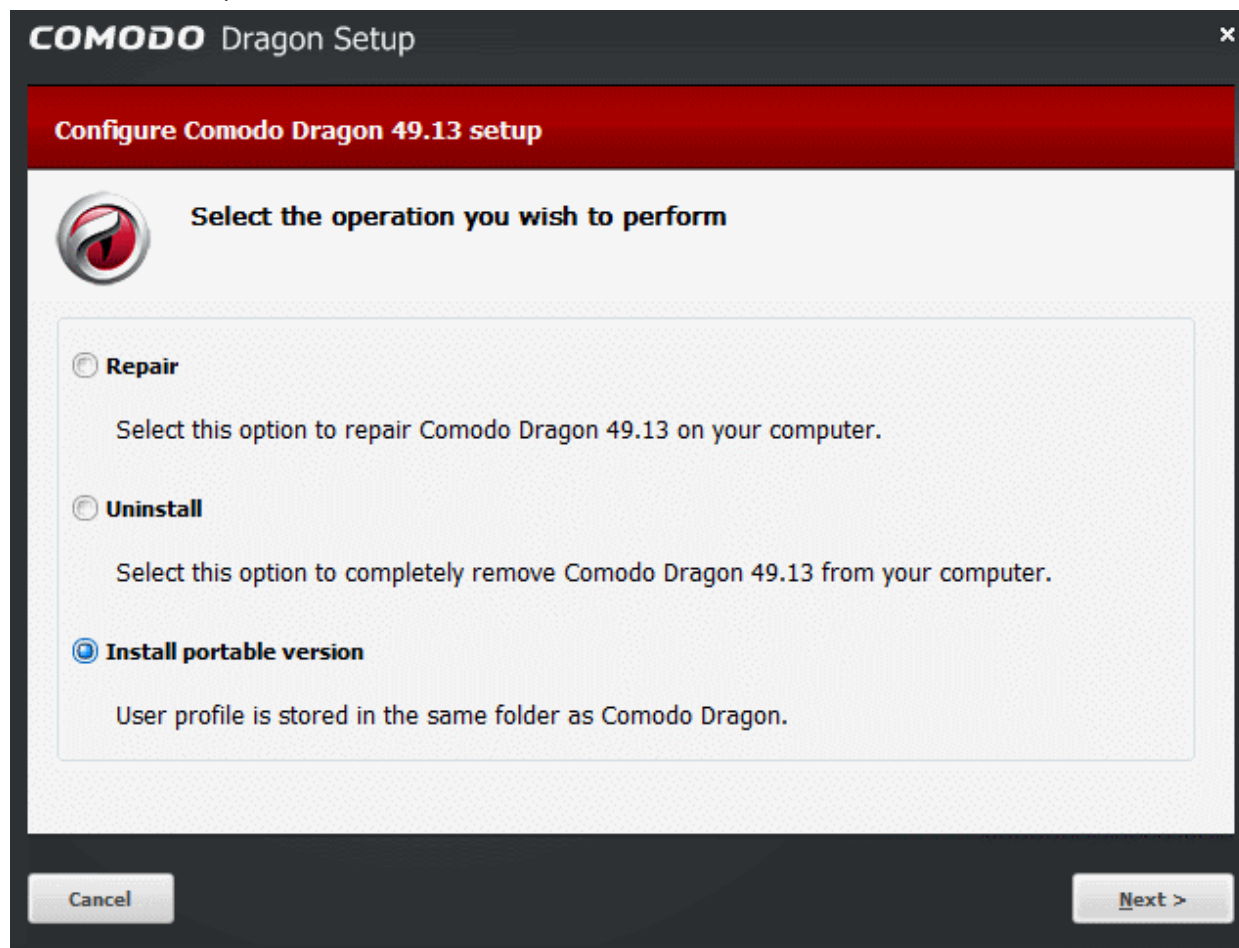 COMODO Dragon Setup
Configure Comodo Dragon 49.13 setup
Select the operation you wish to perform
Repair
Select this option to repair Comodo Dragon 49.13 on your computer.
Uninstall
Select this option to completely remove Comodo Dragon 49.13 from your computer.
Install portable version
User profile is stored in the same folder as Comodo Dragon.
Cancel
Next >